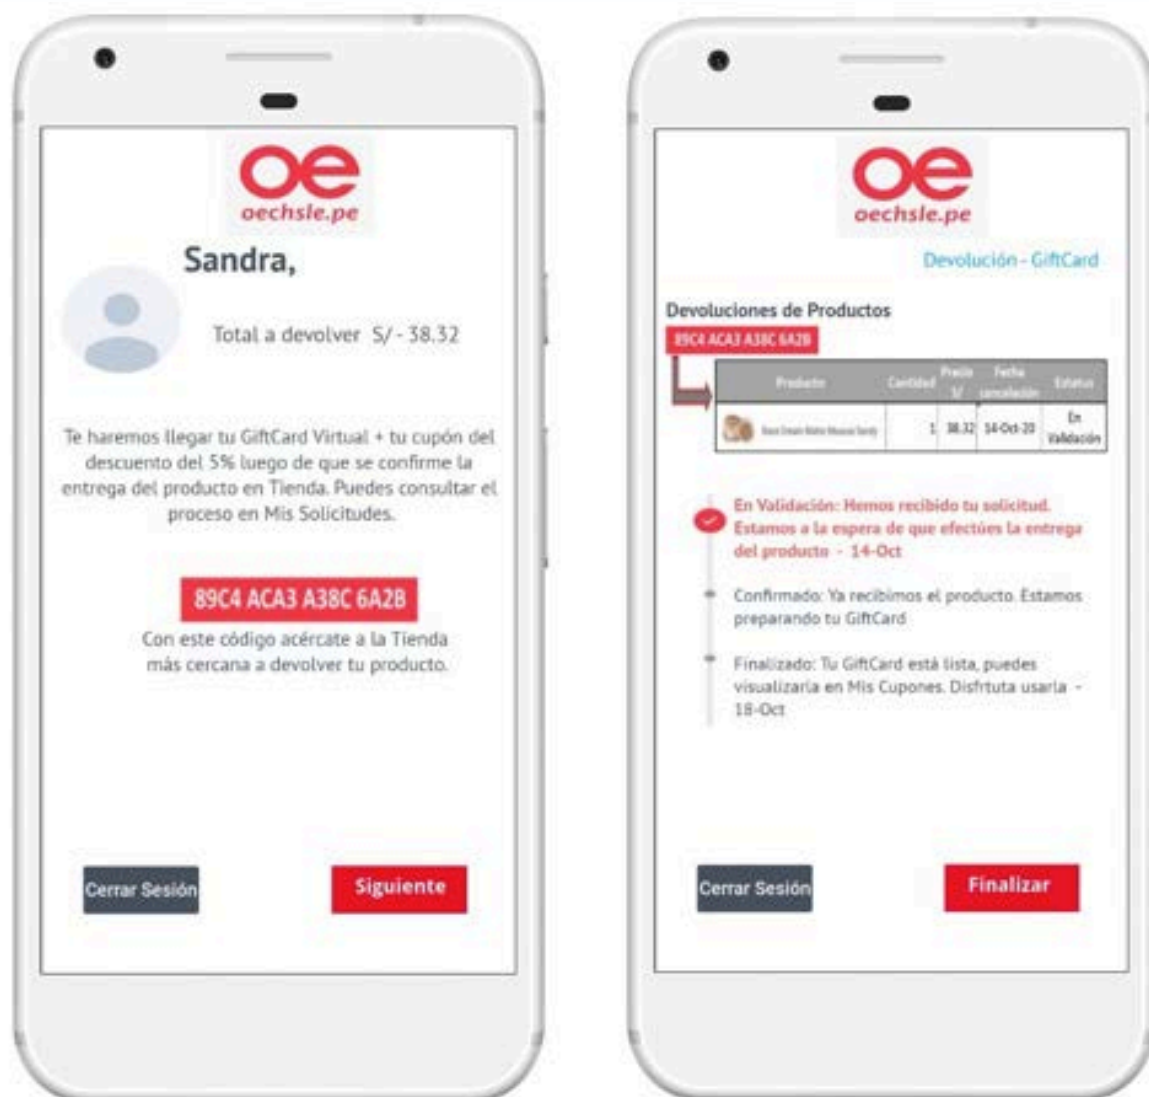 oe
oechsle.pe
Sandra,
Total a devolver S/ - 38.32
Te haremos llegar tu GiftCard Virtual + tu cupón del
descuento del 5% luego de que se confirme la
entrega del producto en Tienda. Puedes consultar el
proceso en Mis Solicitudes.
89C4 ACA3 A38C 6A2B
Con este código acércate a la Tienda
más cercana a devolver tu producto.
Cerrar Sesión
Siguiente
oe
oechsle.pe
Devolución - GiftCard
Devoluciones de Productos
89C4 ACA3 A38C 6A2B
Producto Cantidad Precio S/ Fecha cancelación Estatus
1 38.32 14-Oct-20 En Validación
En Validación: Hemos recibido tu solicitud.
Estamos a la espera de que efectúes la entrega
del producto - 14-Oct
Confirmado: Ya recibimos el producto. Estamos
preparando tu GiftCard
Finalizado: Tu GiftCard está lista, puedes
visualizarla en Mis Cupones. Disfrtuta usarla -
18-Oct
Cerrar Sesión
Finalizar